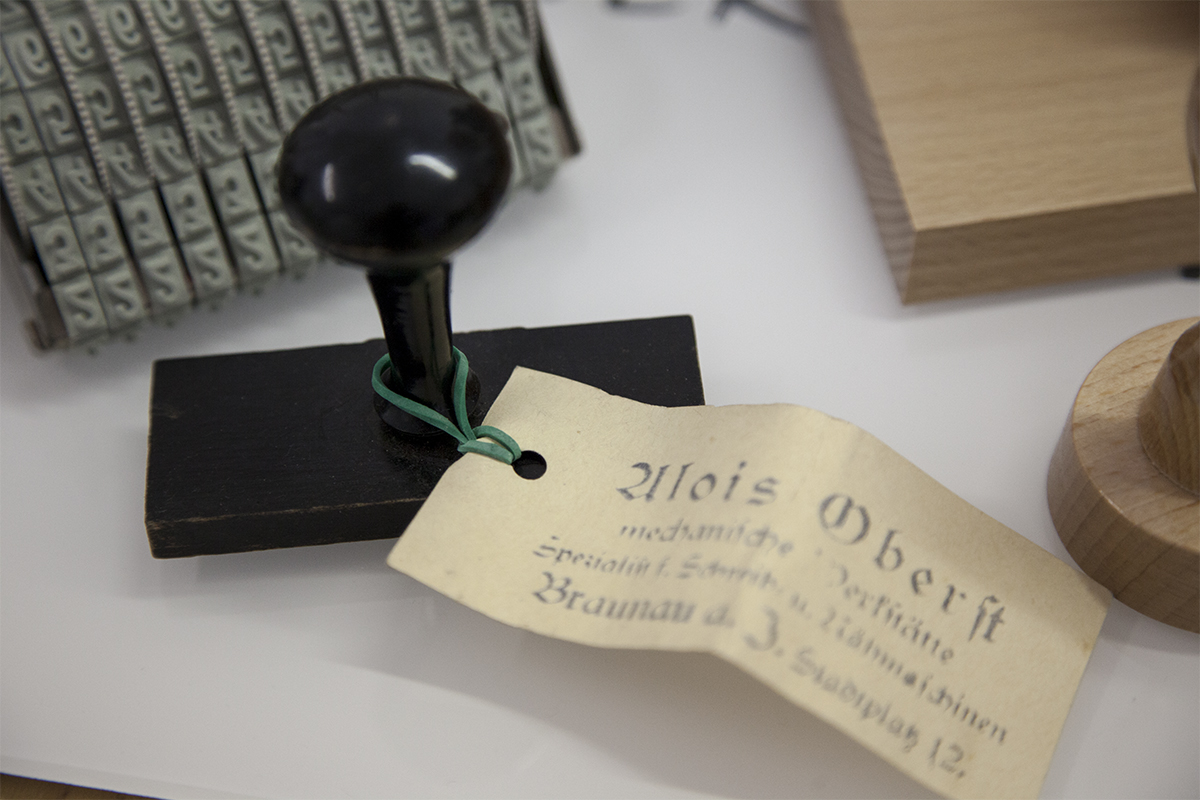 Alois Oberst
mechanische Werkstätte
Spezialist f. Schreib- u. Nähmaschinen
Braunau a. J. Stadtplatz 12.